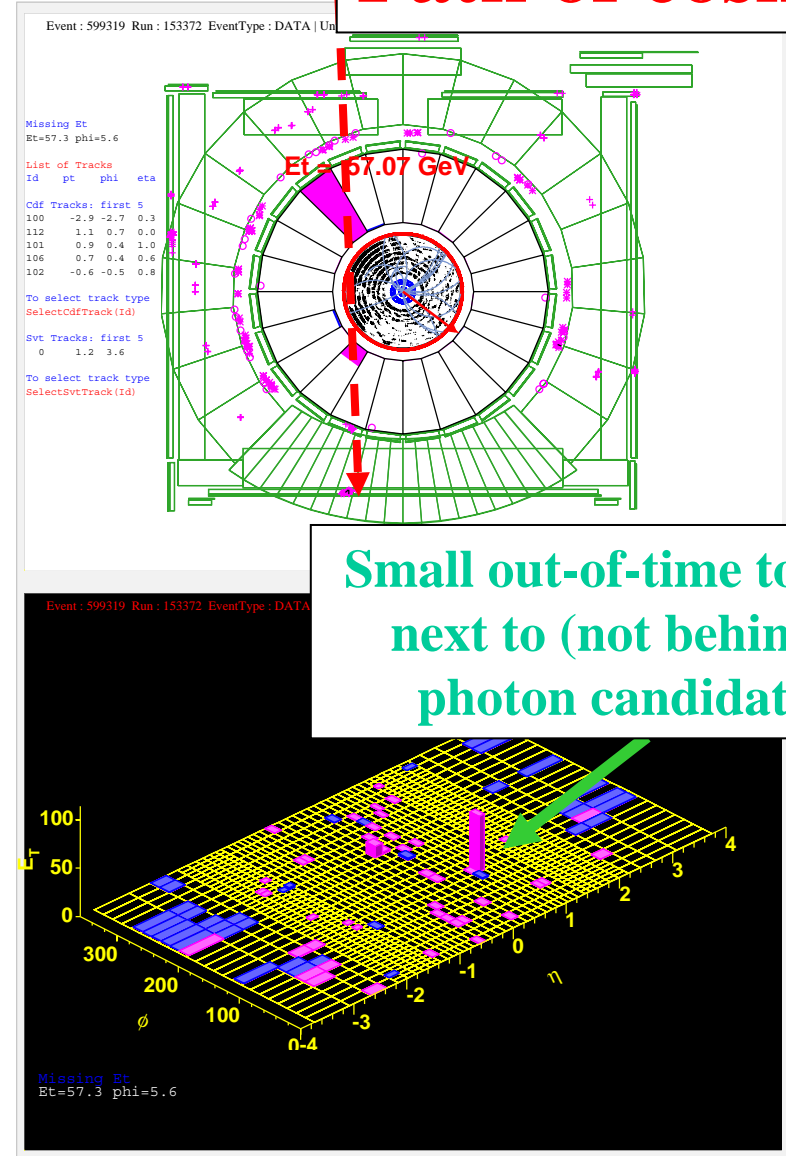 Event : 599319 Run : 153372 EventType : DATA | Un
Missing Et
Et=57.3 phi=5.6
List of Tracks
Id pt phi eta
Cdf Tracks: first 5
100 -2.9 -2.7 0.3
112 1.1 0.7 0.0
101 0.9 0.4 1.0
106 0.7 0.4 0.6
102 -0.6 -0.5 0.8
To select track type
SelectCdfTrack(Id)
Svt Tracks: first 5
0 1.2 3.6
To select track type
SelectSvtTrack(Id)
Et = 57.07 GeV
Small out-of-time to
next to (not behin
photon candidat
Event : 599319 Run : 153372 EventType : DATA
100
50
0
E_T
300
200
100
0
ϕ
-4
-3
-2
-1
0
1
2
3
4
η
Missing Et
Et=57.3 phi=5.6